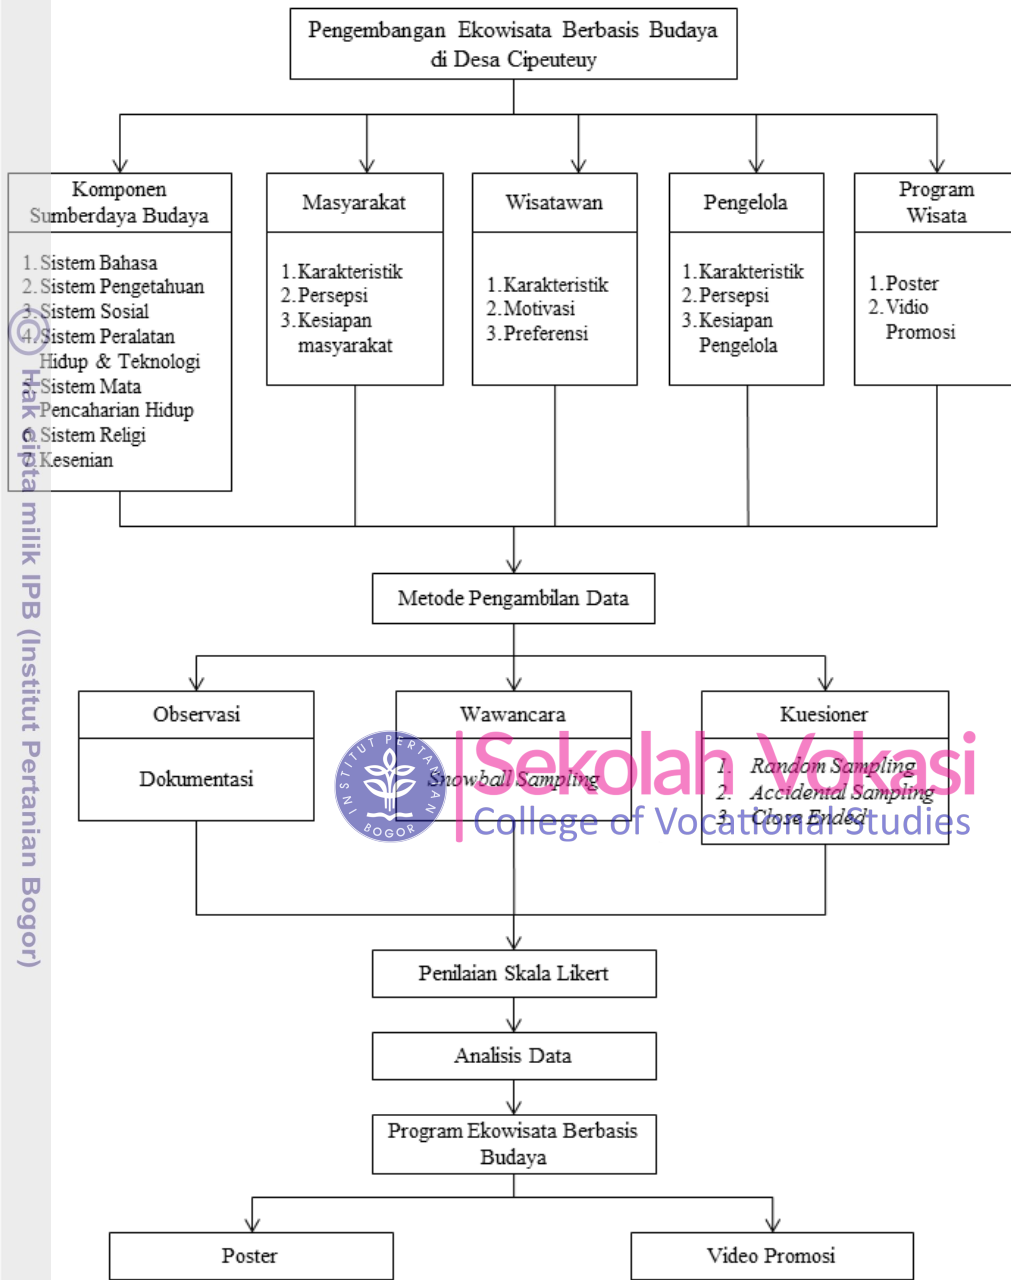 Pengembangan Ekowisata Berbasis Budaya
di Desa Cipeuteuy
Komponen
Sumberdaya Budaya
1. Sistem Bahasa
2. Sistem Pengetahuan
3. Sistem Sosial
4. Sistem Peralatan
Hidup & Teknologi
5. Sistem Mata
Pencaharian Hidup
6. Sistem Religi
7. Kesenian
Masyarakat
1. Karakteristik
2. Persepsi
3. Kesiapan
masyarakat
Wisatawan
1. Karakteristik
2. Motivasi
3. Preferensi
Pengelola
1. Karakteristik
2. Persepsi
3. Kesiapan
Pengelola
Program
Wisata
1. Poster
2. Vidio
Promosi
Metode Pengambilan Data
Observasi
Dokumentasi
Wawancara
Snowball Sampling
Kuesioner
1. Random Sampling
2. Accidental Sampling
3. Close Ended
Penilaian Skala Likert
Analisis Data
Program Ekowisata Berbasis
Budaya
Poster
Video Promosi
© Hak cipta milik IPB (Institut Pertanian Bogor)
INSTITUT PERTANIAN
BOGOR
Sekolah Vokasi
College of Vocational Studies